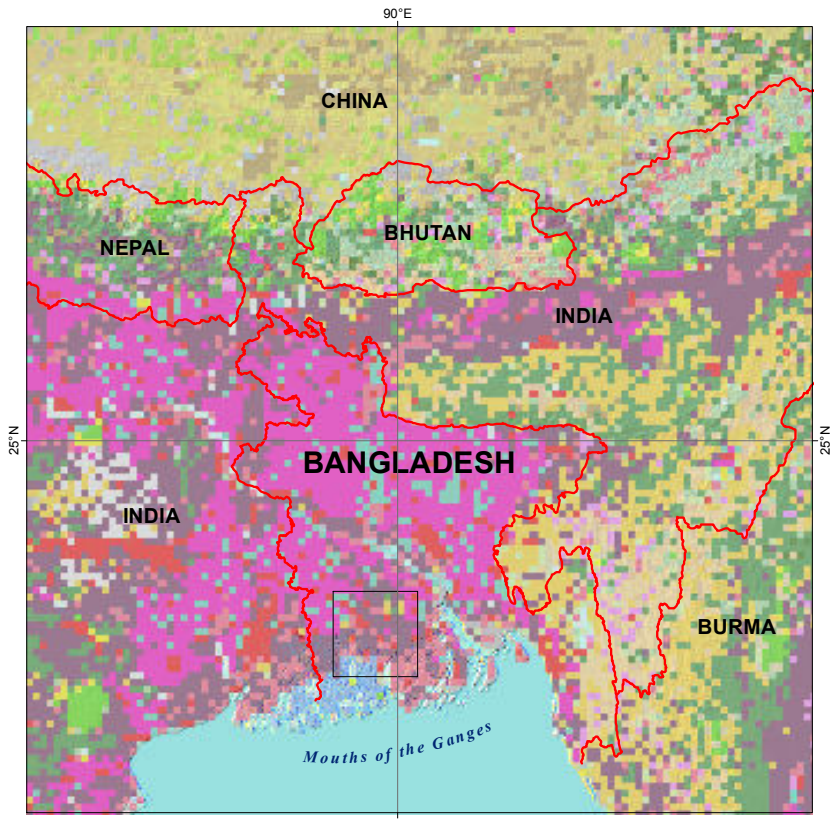 90°E
CHINA
NEPAL
BHUTAN
INDIA
25°N
25°N
BANGLADESH
INDIA
BURMA
Mouths of the Ganges